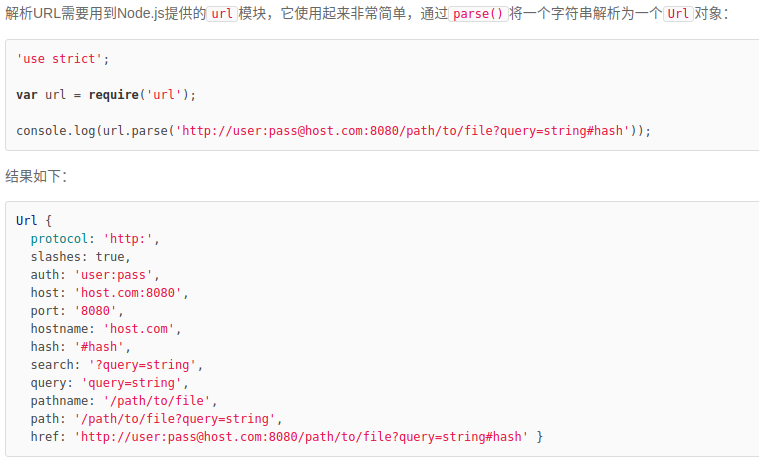 解析URL需要用到Node.js提供的url模块，它使用起来非常简单，通过parse()将一个字符串解析为一个Url对象：
'use strict';
var url = require('url');
console.log(url.parse('http://user:pass@host.com:8080/path/to/file?query=string#hash'));
结果如下：
Url {
  protocol: 'http:',
  slashes: true,
  auth: 'user:pass',
  host: 'host.com:8080',
  port: '8080',
  hostname: 'host.com',
  hash: '#hash',
  search: '?query=string',
  query: 'query=string',
  pathname: '/path/to/file',
  path: '/path/to/file?query=string',
  href: 'http://user:pass@host.com:8080/path/to/file?query=string#hash' }